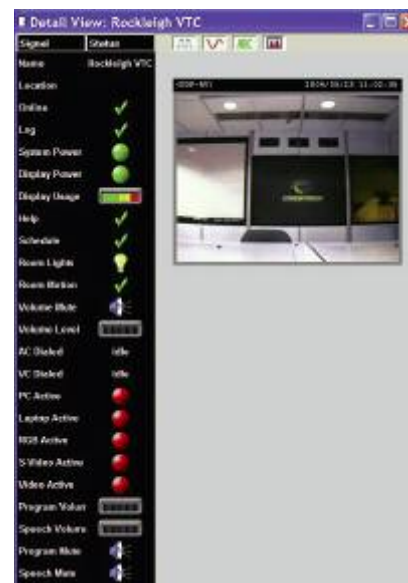 Detail View: Rockleigh VTC
Signal Status
Name Rockleigh VTC
Location
Online
Log
System Power
Display Power
Display Usage
Help
Schedule
Room Lights
Room Motion
Volume Mute
Volume Level
AC Dialed idle
VC Dialed idle
PC Active
Laptop Active
RGB Active
S-Video Active
Video Active
Program Volum
Speech Volume
Program Mute
Speech Mute